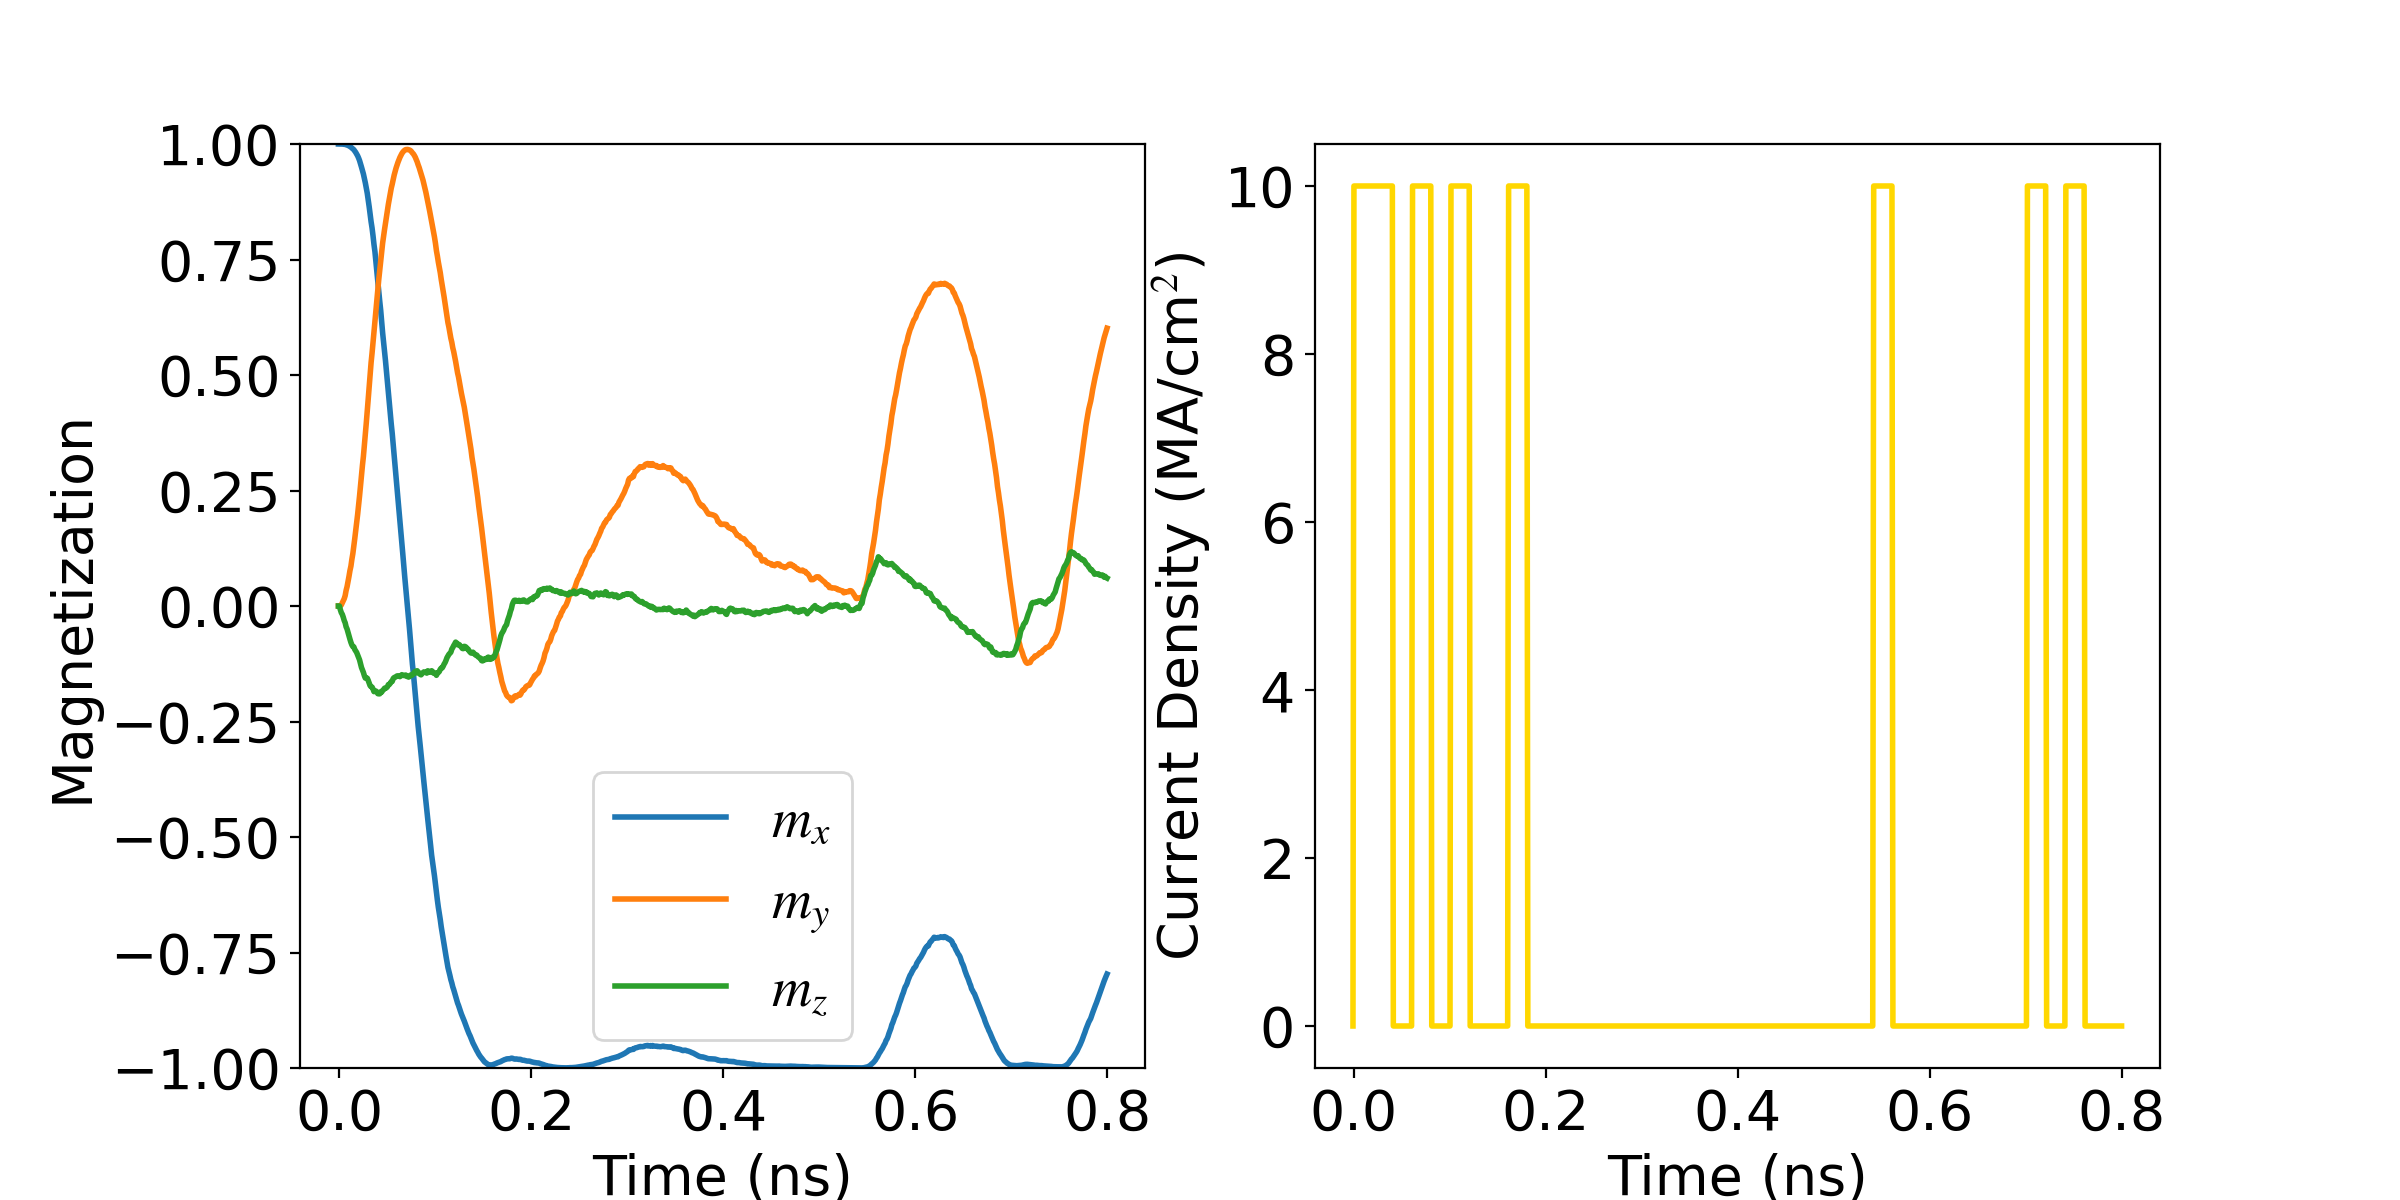 Magnetization
1.00
0.75
0.50
0.25
0.00
−0.25
−0.50
−0.75
−1.00
0.0 0.2 0.4 0.6 0.8
Time (ns)
m_x
m_y
m_z
Current Density (MA/cm²)
10
8
6
4
2
0
0.0 0.2 0.4 0.6 0.8
Time (ns)